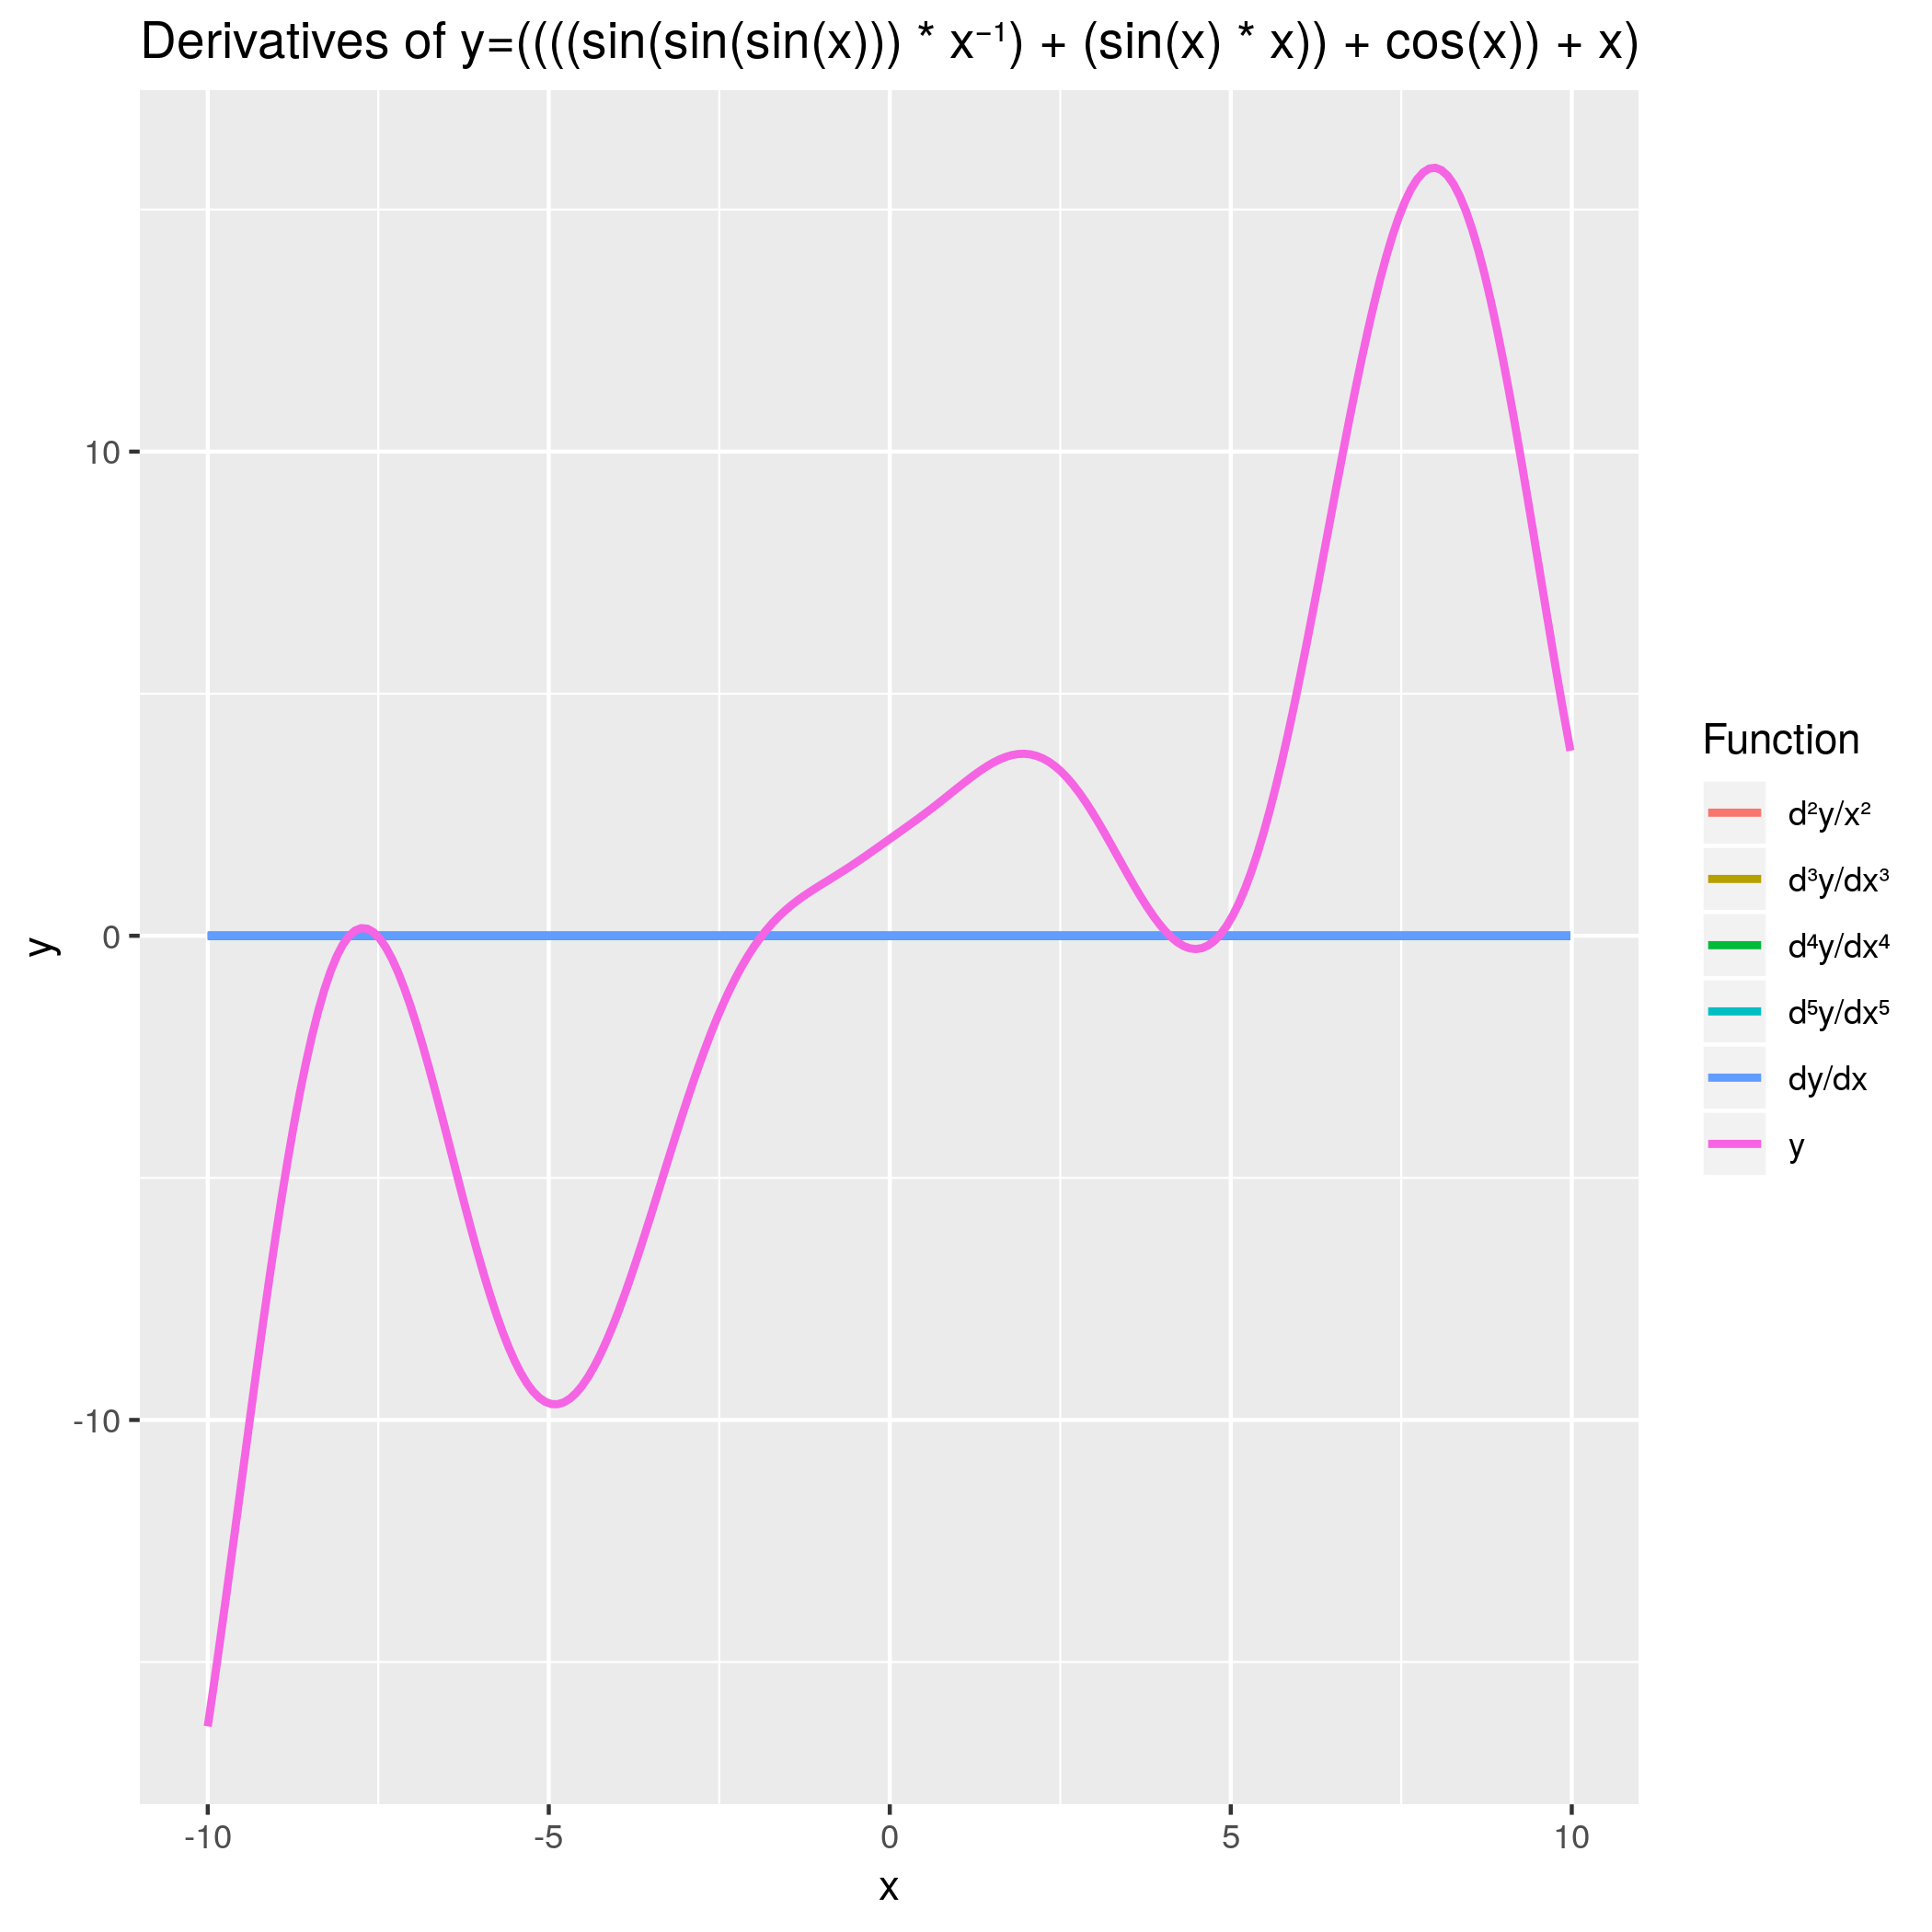 Derivatives of y=((((sin(sin(sin(x))) * x⁻¹) + (sin(x) * x)) + cos(x)) + x)
10
0
-10
y
-10
-5
0
5
10
x
Function
d²y/x²
d³y/dx³
d⁴y/dx⁴
d⁵y/dx⁵
dy/dx
y